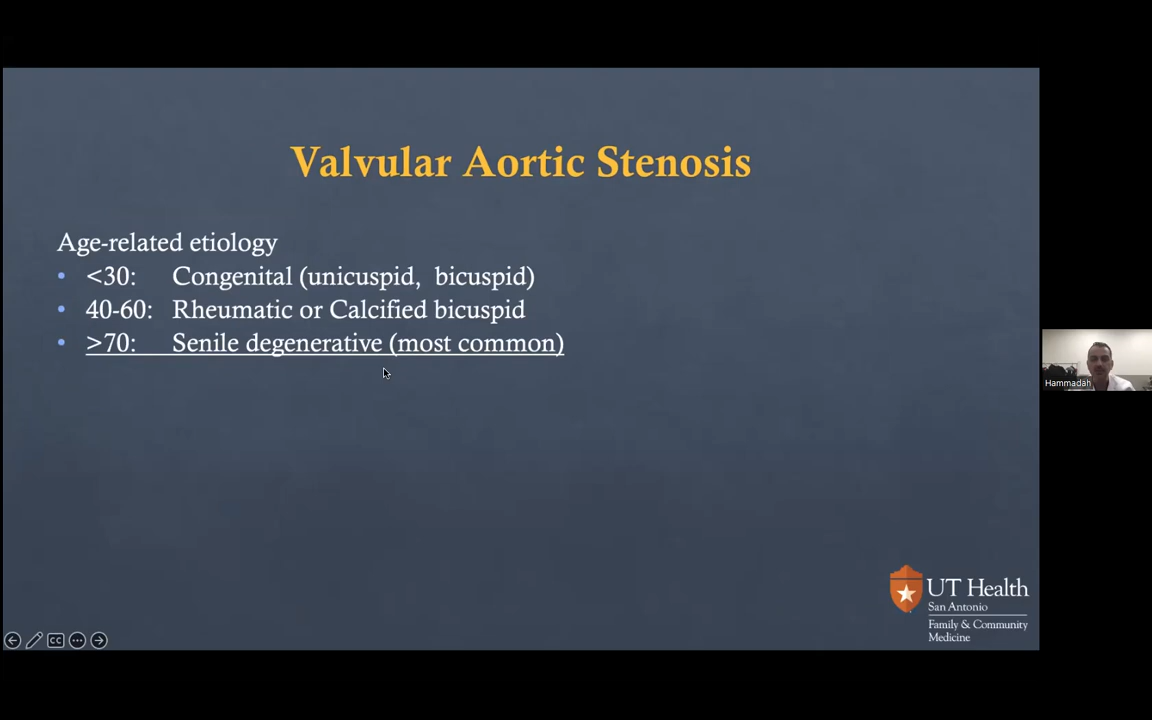 Valvular Aortic Stenosis
Age-related etiology
• <30: Congenital (unicuspid, bicuspid)
• 40-60: Rheumatic or Calcified bicuspid
• >70: Senile degenerative (most common)
Hammadah
UT Health
San Antonio
Family & Community
Medicine
CC